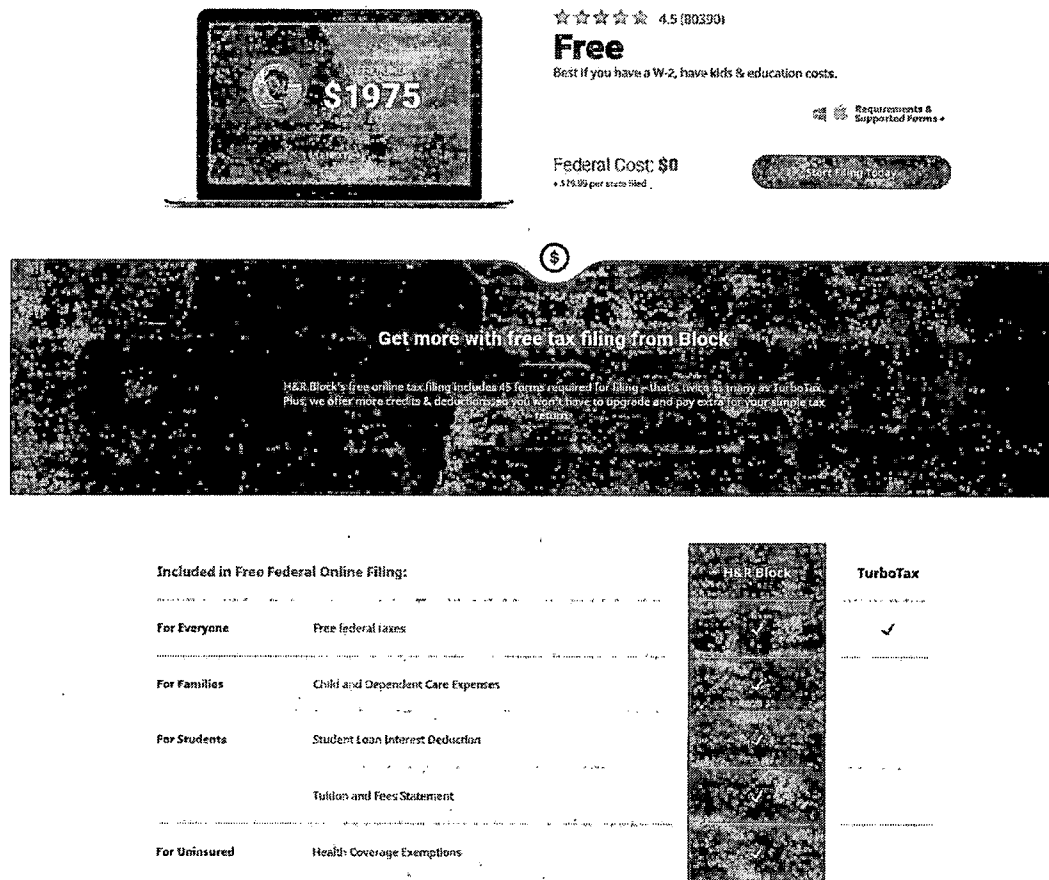 4.5 (80390)
Free
Best if you have a W-2, have kids & education costs.
$1975
Requirements &
Supported Forms
Federal Cost: $0
+ $29.99 per state filed
Start Filing Today
$
Get more with free tax filing from Block
H&R Block's free online tax filing includes 45 forms required for filing – that's twice as many as TurboTax.
Plus, we offer more credits & deductions, so you won't have to upgrade and pay extra for your simple tax
return.
Included in Free Federal Online Filing: H&R Block TurboTax
For Everyone Free federal taxes
For Families Child and Dependent Care Expenses
For Students Student Loan Interest Deduction
Tuition and Fees Statement
For Uninsured Health Coverage Exemptions